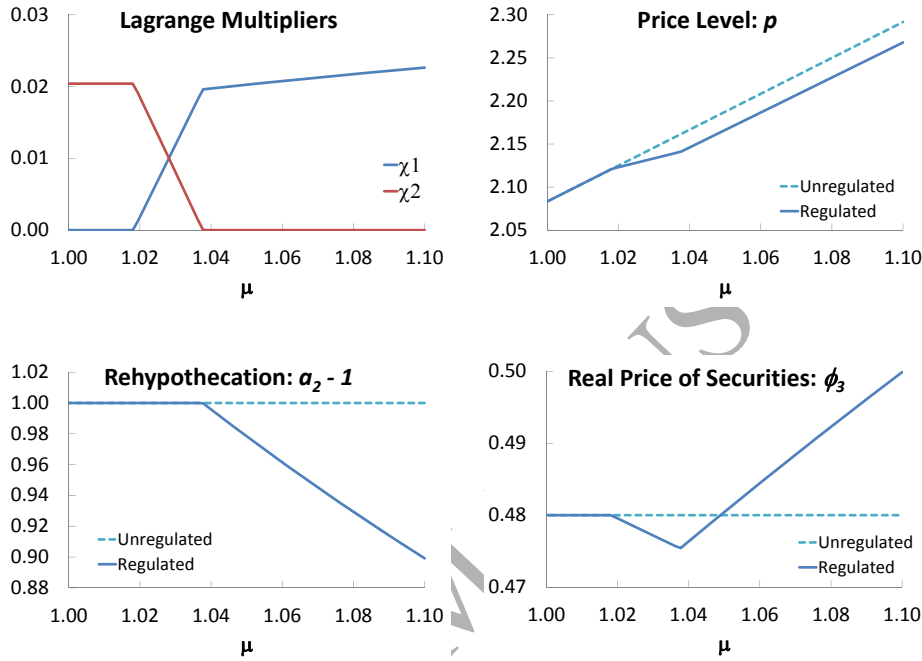 Lagrange Multipliers
0.03
0.02
0.01
0.00
χ1
χ2
1.00 1.02 1.04 1.06 1.08 1.10
μ
Price Level: p
2.30
2.25
2.20
2.15
2.10
2.05
Unregulated
Regulated
1.00 1.02 1.04 1.06 1.08 1.10
μ
Rehypothecation: a2 - 1
1.02
1.00
0.98
0.96
0.94
0.92
0.90
0.88
Unregulated
Regulated
1.00 1.02 1.04 1.06 1.08 1.10
μ
Real Price of Securities: ϕ3
0.50
0.49
0.48
0.47
Unregulated
Regulated
1.00 1.02 1.04 1.06 1.08 1.10
μ